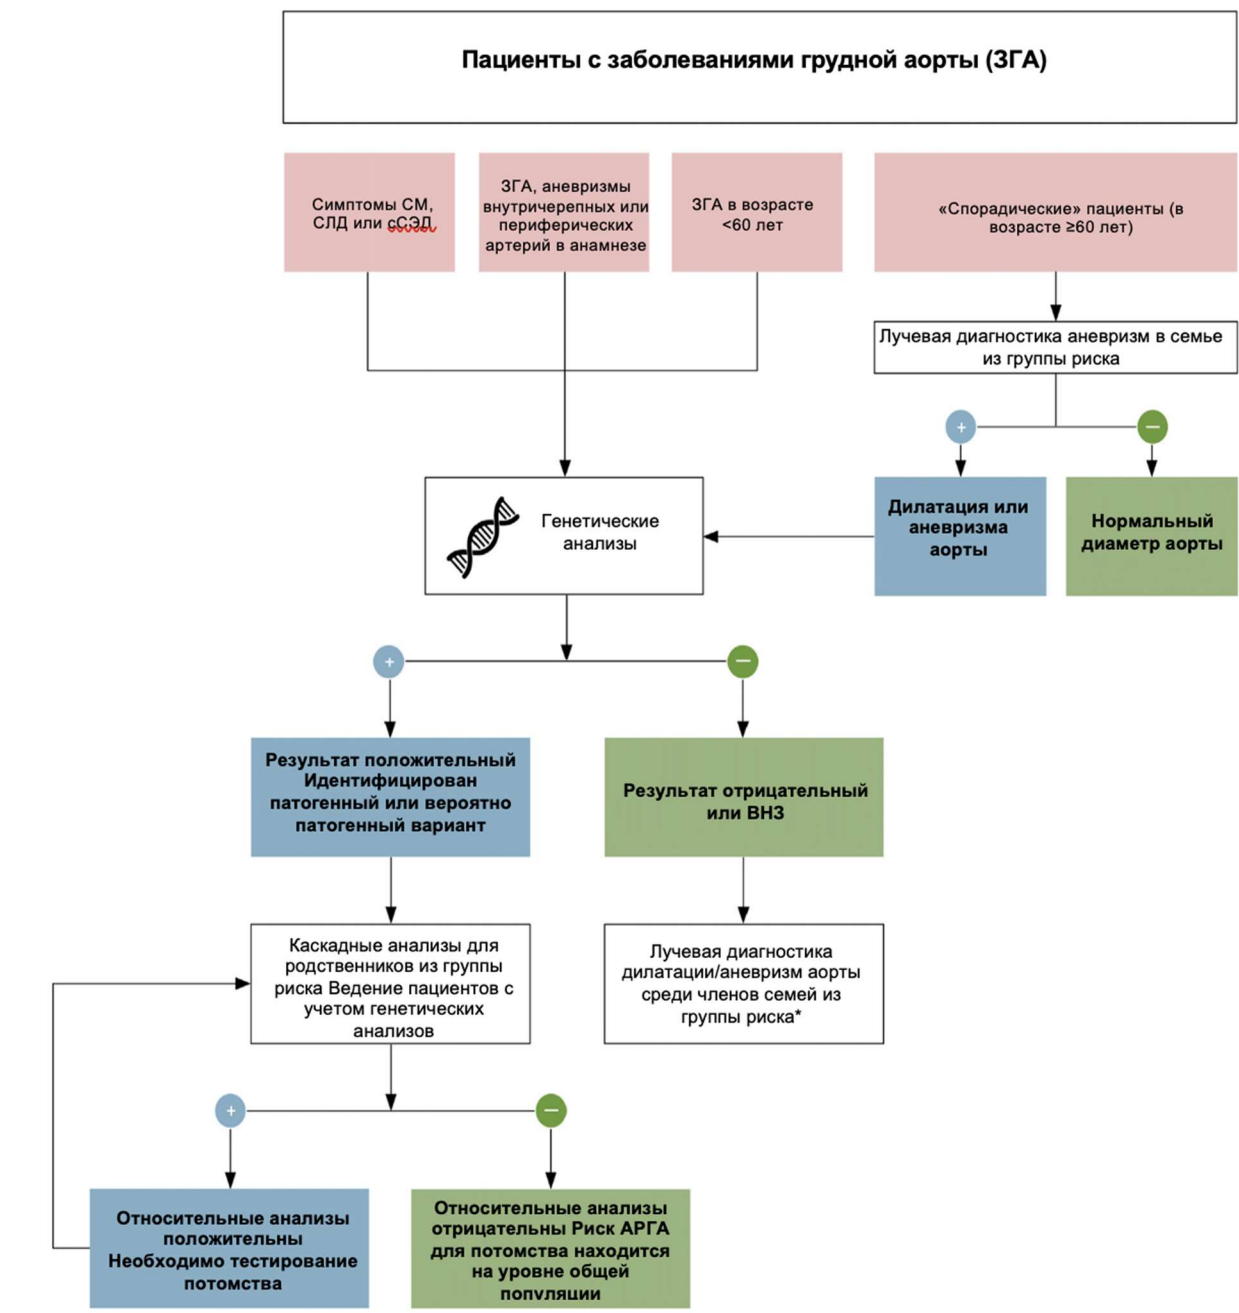 Пациенты с заболеваниями грудной аорты (ЗГА)
Симптомы СМ,
СЛД или сСЭД
ЗГА, аневризмы
внутричерепных или
периферических
артерий в анамнезе
ЗГА в возрасте
<60 лет
«Спорадические» пациенты (в
возрасте ≥60 лет)
Лучевая диагностика аневризм в семье
из группы риска
+
−
Дилатация или
аневризма
аорты
Нормальный
диаметр аорты
Генетические
анализы
+
−
Результат положительный
Идентифицирован
патогенный или вероятно
патогенный вариант
Результат отрицательный
или ВНЗ
Каскадные анализы для
родственников из группы
риска Ведение пациентов с
учетом генетических
анализов
Лучевая диагностика
дилатации/аневризм аорты
среди членов семей из
группы риска*
+
−
Относительные анализы
положительны
Необходимо тестирование
потомства
Относительные анализы
отрицательны Риск АРГА
для потомства находится
на уровне общей
популяции